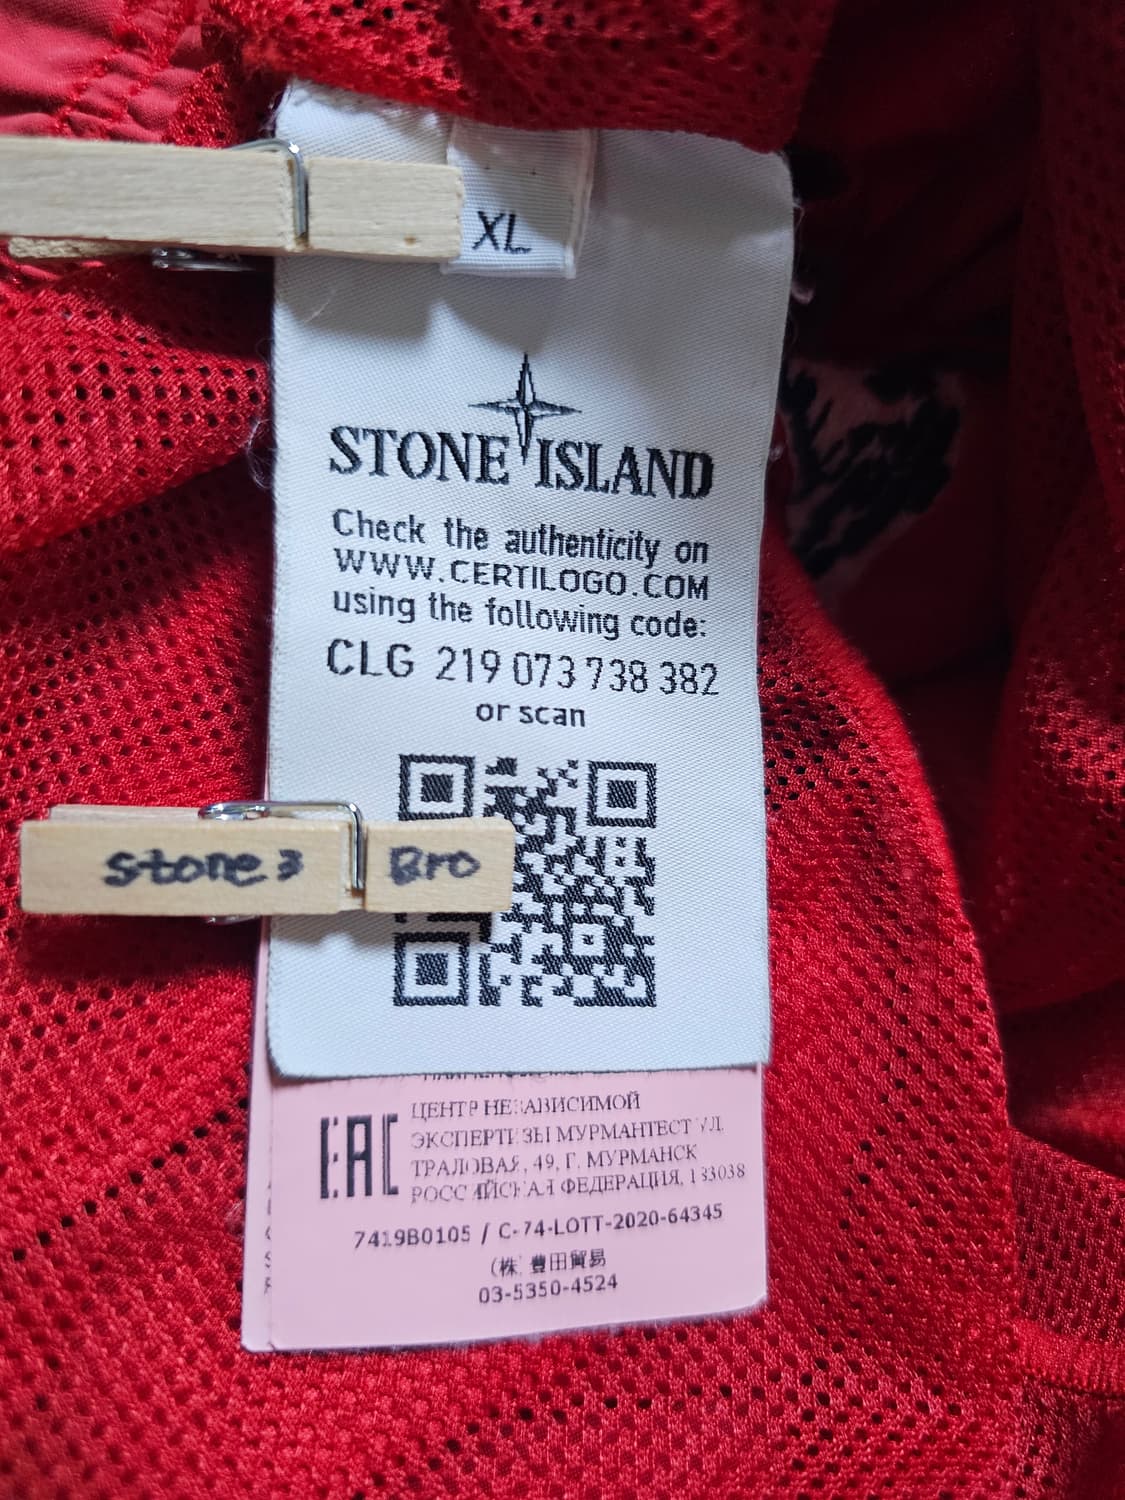 XL
STONE ISLAND
Check the authenticity on
WWW.CERTILOGO.COM
using the following code:
CLG 219 073 738 382
or scan
stone3 Bro
EAC
ЦЕНТР НЕЗАВИСИМОЙ
ЭКСПЕРТИЗЫ МУРМАНТЕСТ УЛ.
ТРАЛОВАЯ, 49, Г. МУРМАНСК
РОССИЙСКАЯ ФЕДЕРАЦИЯ, 183038
7419B0105 / C-74-LOTT-2020-64345
(株) 豊田貿易
03-5350-4524